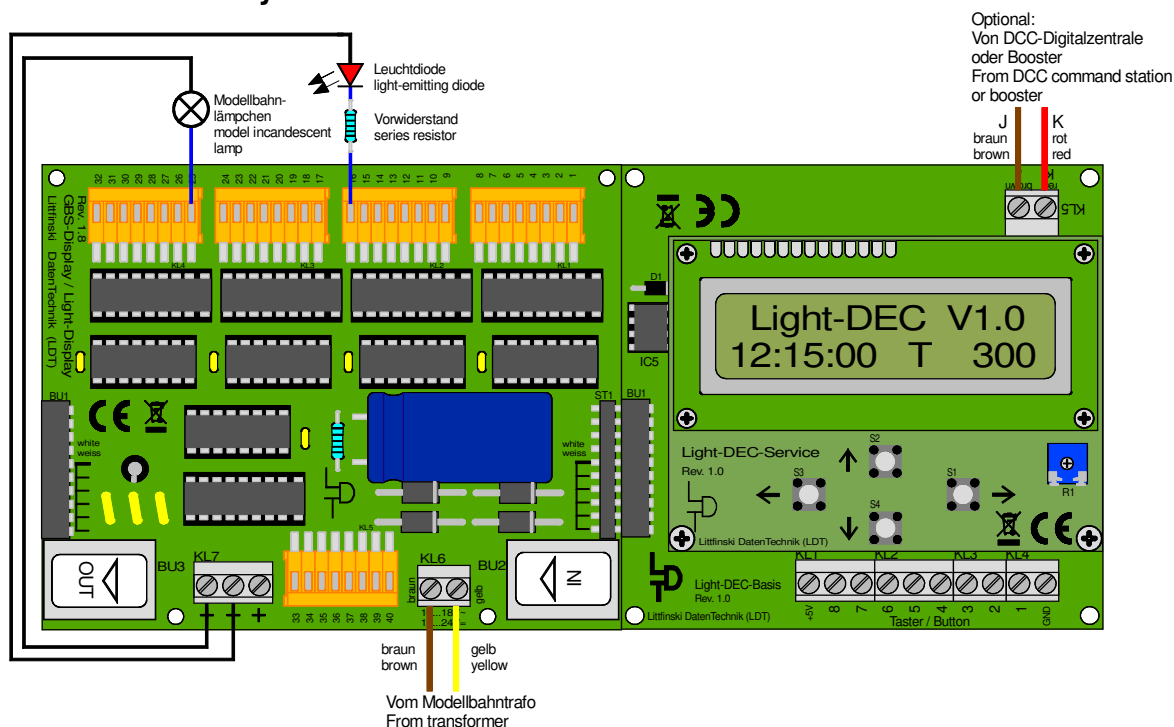 Optional:
Von DCC-Digitalzentrale
oder Booster
From DCC command station
or booster
J
braun
brown
K
rot
red
Leuchtdiode
light-emitting diode
Vorwiderstand
series resistor
Modellbahn-
lämpchen
model incandescent
lamp
32 31 30 29 28 27 26 25
24 23 22 21 20 19 18 17
16 15 14 13 12 11 10 9
8 7 6 5 4 3 2 1
KL4
KL3
KL2
KL1
Rev. 1.8
GBS-Display / Light-Display
Littfinski DatenTechnik (LDT)
brown
KL5
D1
IC5
Light-DEC V1.0
12:15:00 T 300
BU1
CE
white
weiss
ST1
BU1
white
weiss
Light-DEC-Service
Rev. 1.0
S2
S3
S1
S4
R1
CE
Littfinski DatenTechnik (LDT)
OUT
BU3
KL7
- - +
KL5
33 34 35 36 37 38 39 40
KL6
braun
gelb
BU2
IN
Light-DEC-Basis
Rev. 1.0
Littfinski DatenTechnik (LDT)
KL1 KL2 KL3 KL4
+5V 8 7 6 5 4 3 2 1 GND
Taster / Button
braun
brown
gelb
yellow
Vom Modellbahntrafo
From transformer